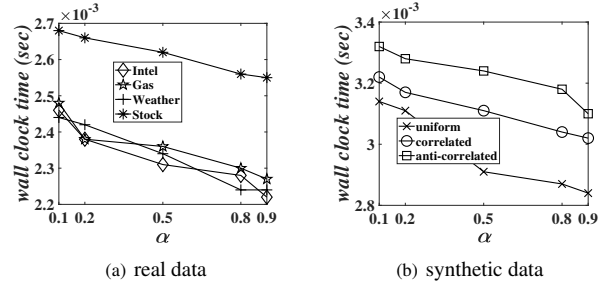 ×10⁻³
2.7
2.6
2.5
2.4
2.3
2.2
wall clock time (sec)
Intel
Gas
Weather
Stock
0.1 0.2 0.5 0.8 0.9
α
(a) real data
×10⁻³
3.4
3.2
3
2.8
wall clock time (sec)
uniform
correlated
anti-correlated
0.1 0.2 0.5 0.8 0.9
α
(b) synthetic data